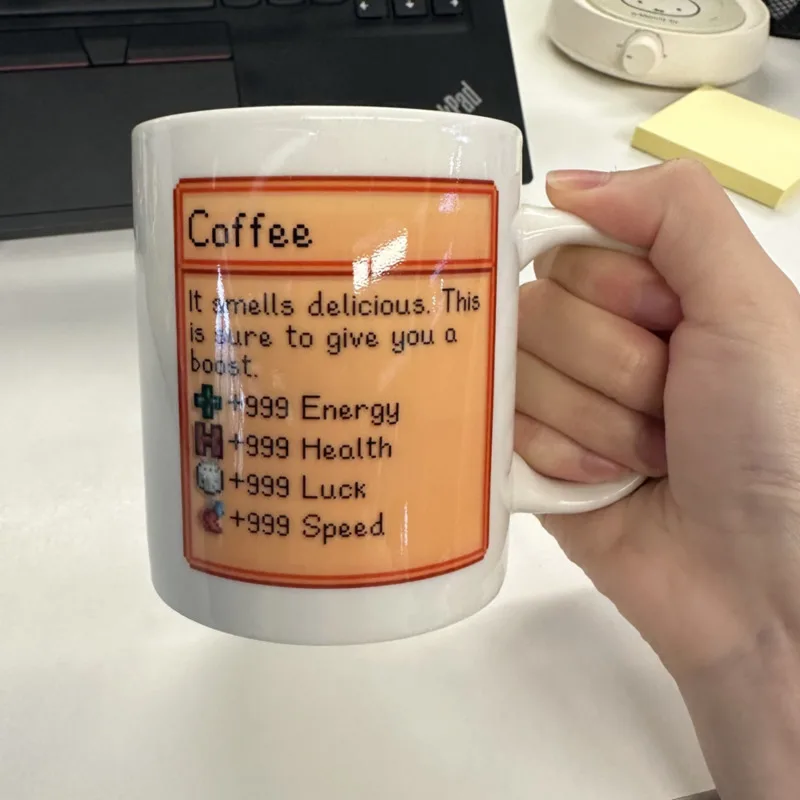 Coffee
It smells delicious. This
is sure to give you a
boost.
+999 Energy
H +999 Health
+999 Luck
+999 Speed
ThinkPad